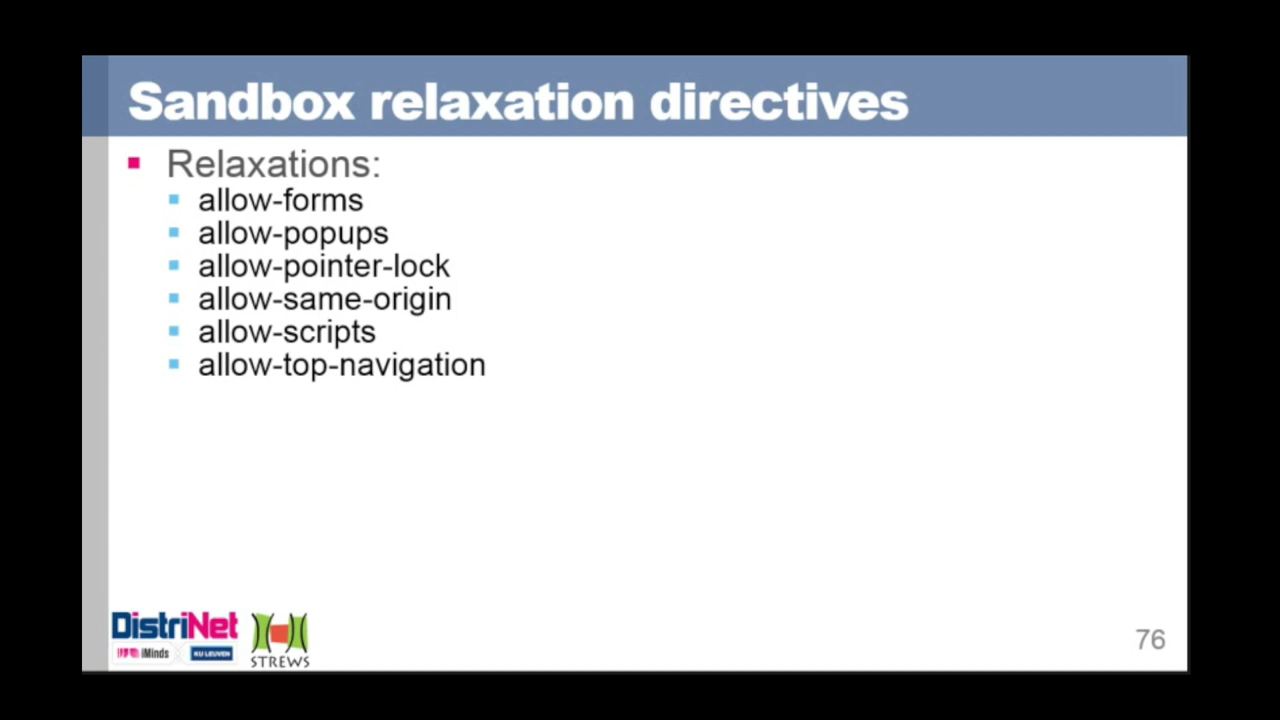 Sandbox relaxation directives
Relaxations:
allow-forms
allow-popups
allow-pointer-lock
allow-same-origin
allow-scripts
allow-top-navigation
DistriNet
iMinds
KU LEUVEN
STREWS
76